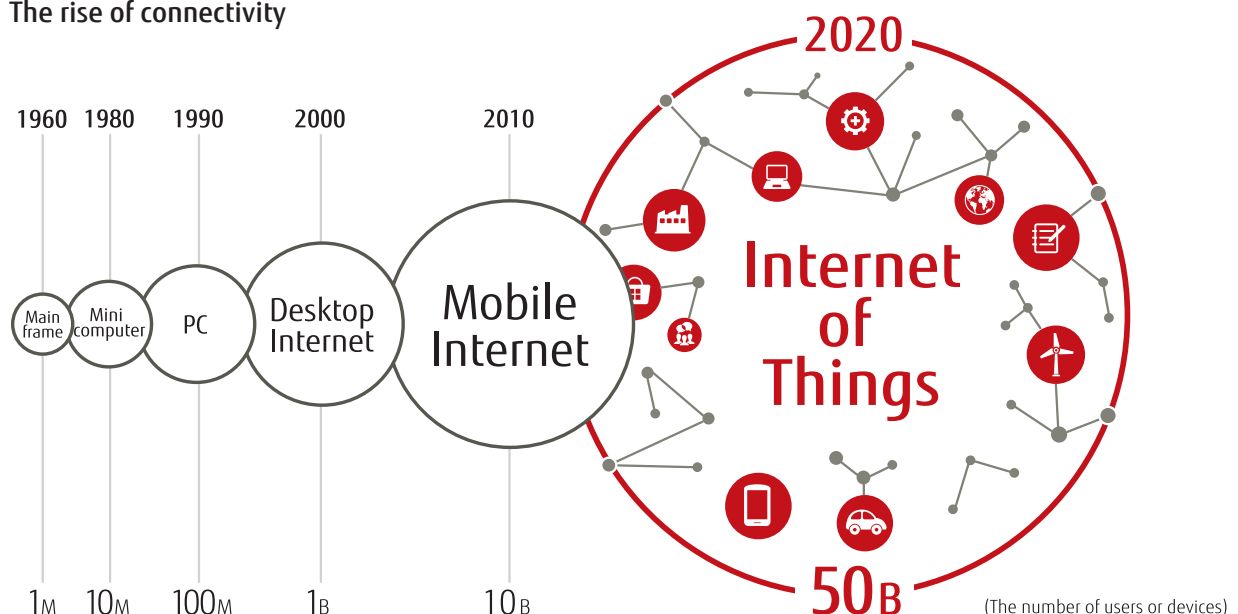 The rise of connectivity
1960
1980
1990
2000
2010
2020
Main
frame
Mini
computer
PC
Desktop
Internet
Mobile
Internet
Internet
of
Things
1M
10M
100M
1B
10B
50B
(The number of users or devices)